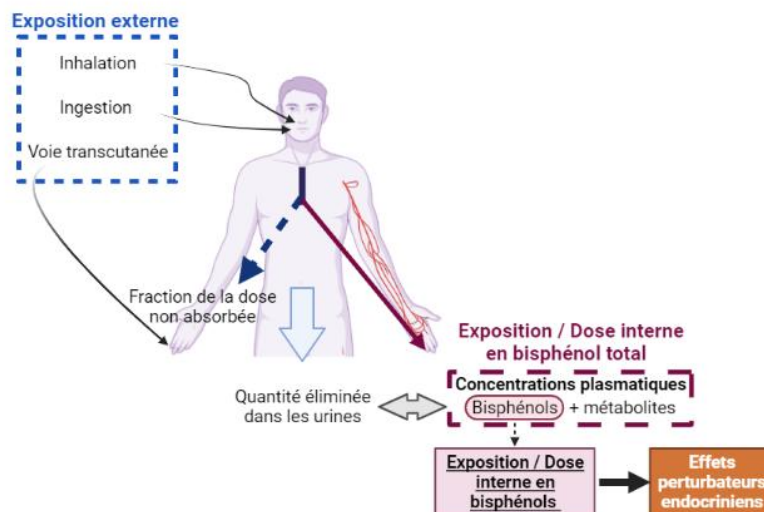 Exposition externe
Inhalation
Ingestion
Voie transcutanée
Fraction de la dose
non absorbée
Exposition / Dose interne
en bisphénol total
Concentrations plasmatiques
Bisphénols + métabolites
Quantité éliminée
dans les urines
Exposition / Dose
interne en
bisphénols
Effets
perturbateurs
endocriniens